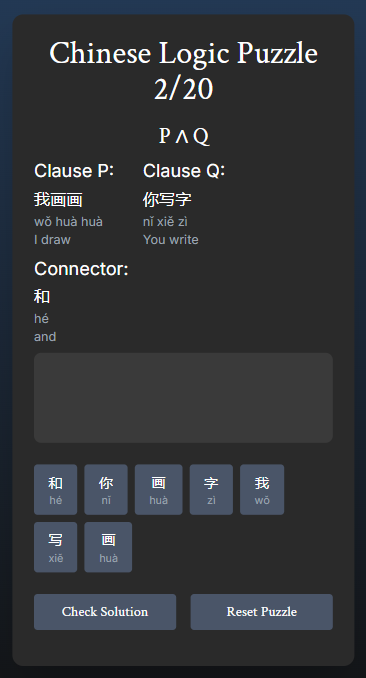 Chinese Logic Puzzle
2/20
P ∧ Q
Clause P:
我画画
wǒ huà huà
I draw
Clause Q:
你写字
nǐ xiě zì
You write
Connector:
和
hé
and
和 你 画 字 我
hé nǐ huà zì wǒ
写 画
xiě huà
Check Solution Reset Puzzle